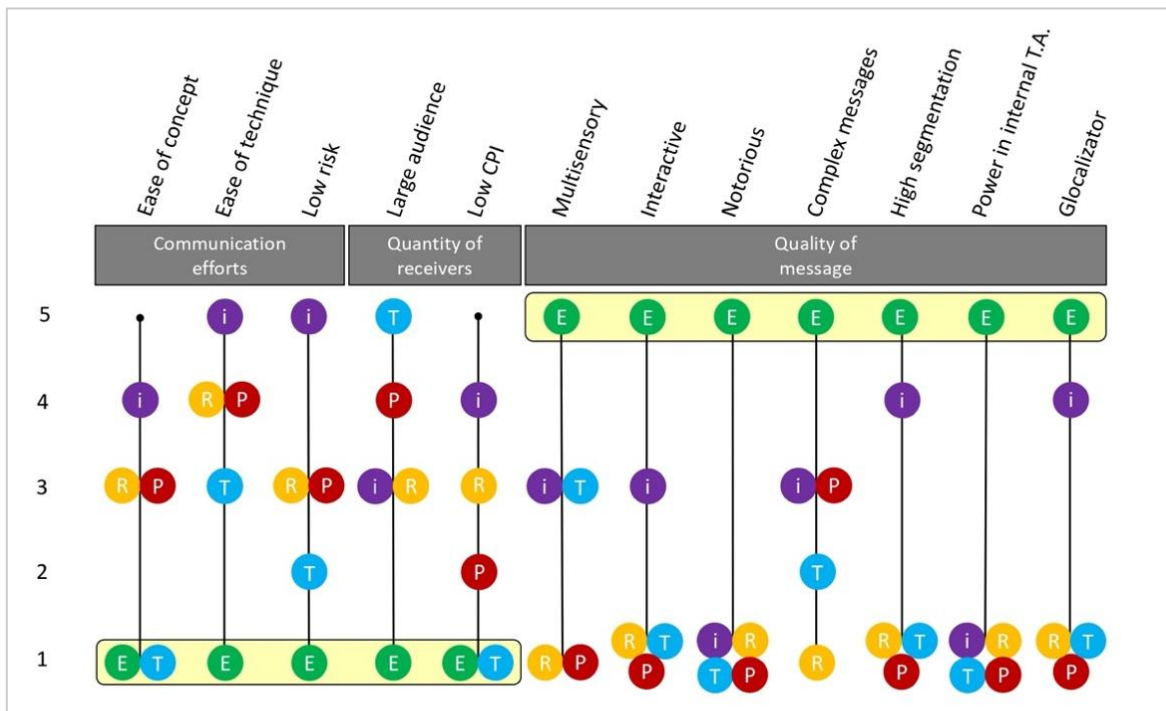 Ease of concept
Ease of technique
Low risk
Large audience
Low CPI
Multisensory
Interactive
Notorious
Complex messages
High segmentation
Power in internal T.A.
Glocalizator
Communication
efforts
Quantity of
receivers
Quality of
message
5 i i T E E E E E E E
4 i R P P i i i
3 R P T R P i R R i T i i P
2 T P T
1 E T E E E E T R P R T P i R T P R R T P i R T P R T P